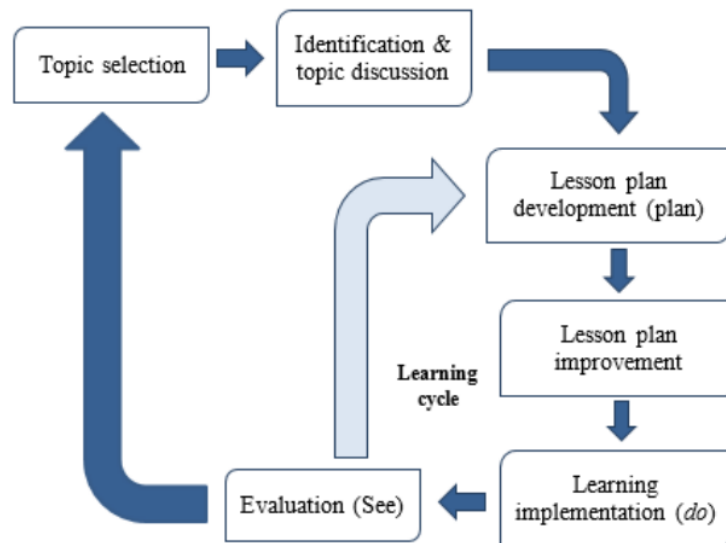 Topic selection
Identification &
topic discussion
Lesson plan
development (plan)
Lesson plan
improvement
Learning
cycle
Learning
implementation (do)
Evaluation (See)